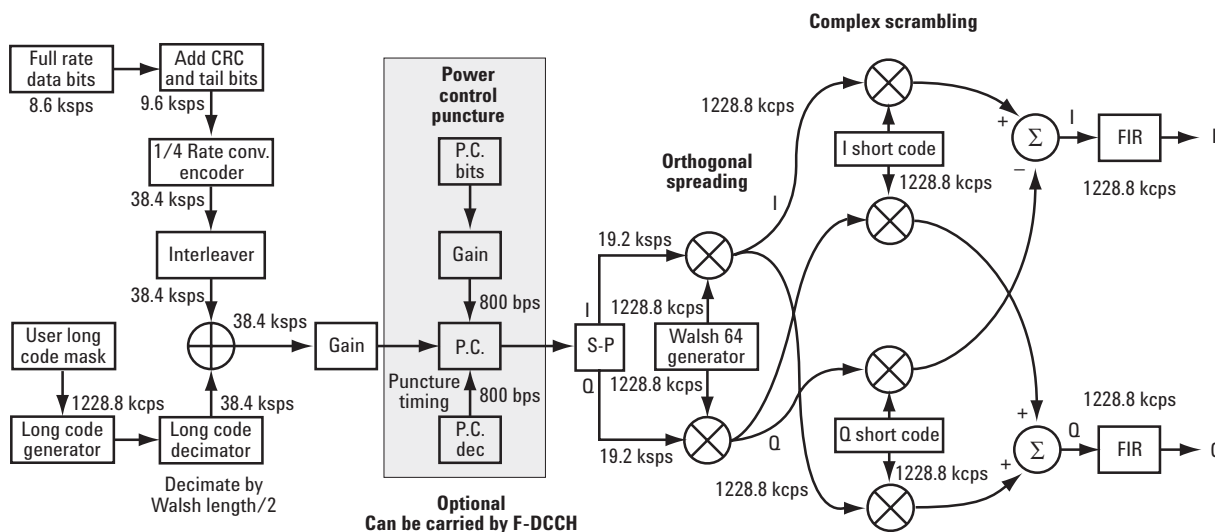 Complex scrambling
Full rate
data bits
8.6 ksps
Add CRC
and tail bits
9.6 ksps
1/4 Rate conv.
encoder
38.4 ksps
Interleaver
38.4 ksps
38.4 ksps
User long
code mask
1228.8 kcps
Long code
generator
38.4 ksps
Long code
decimator
Decimate by
Walsh length/2
Gain
Power
control
puncture
P.C.
bits
Gain
800 bps
P.C.
Puncture
timing
800 bps
P.C.
dec
Optional
Can be carried by F-DCCH
S-P
I
Q
19.2 ksps
19.2 ksps
Orthogonal
spreading
1228.8 kcps
Walsh 64
generator
1228.8 kcps
1228.8 kcps
I
Q
1228.8 kcps
I short code
1228.8 kcps
Q short code
1228.8 kcps
+
Σ
−
I
FIR
1228.8 kcps
I
+
+
Σ
Q
1228.8 kcps
FIR
Q